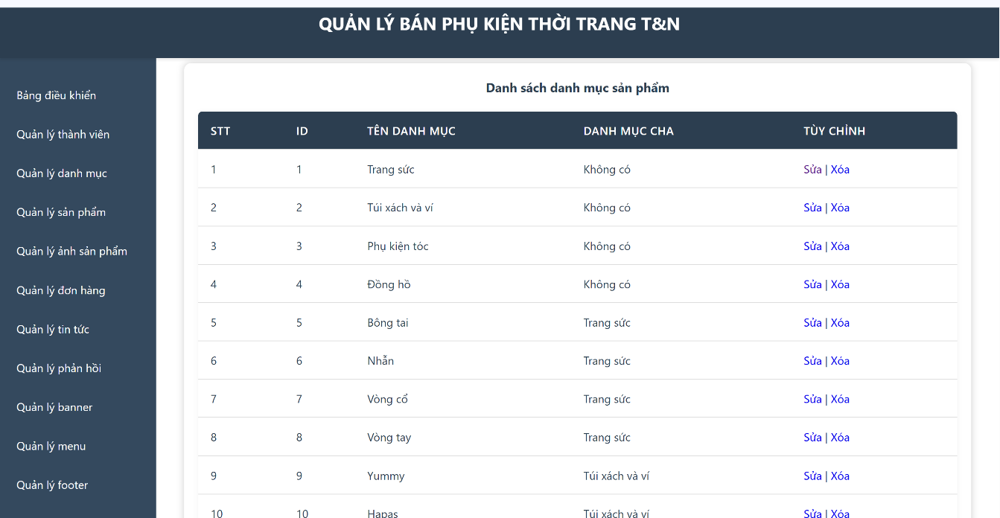 QUẢN LÝ BÁN PHỤ KIỆN THỜI TRANG T&N
Bảng điều khiển
Quản lý thành viên
Quản lý danh mục
Quản lý sản phẩm
Quản lý ảnh sản phẩm
Quản lý đơn hàng
Quản lý tin tức
Quản lý phản hồi
Quản lý banner
Quản lý menu
Quản lý footer
Danh sách danh mục sản phẩm
STT ID TÊN DANH MỤC DANH MỤC CHA TÙY CHỈNH
1 1 Trang sức Không có Sửa | Xóa
2 2 Túi xách và ví Không có Sửa | Xóa
3 3 Phụ kiện tóc Không có Sửa | Xóa
4 4 Đồng hồ Không có Sửa | Xóa
5 5 Bông tai Trang sức Sửa | Xóa
6 6 Nhẫn Trang sức Sửa | Xóa
7 7 Vòng cổ Trang sức Sửa | Xóa
8 8 Vòng tay Trang sức Sửa | Xóa
9 9 Yummy Túi xách và ví Sửa | Xóa
10 10 Hapas Túi xách và ví Sửa | Xóa